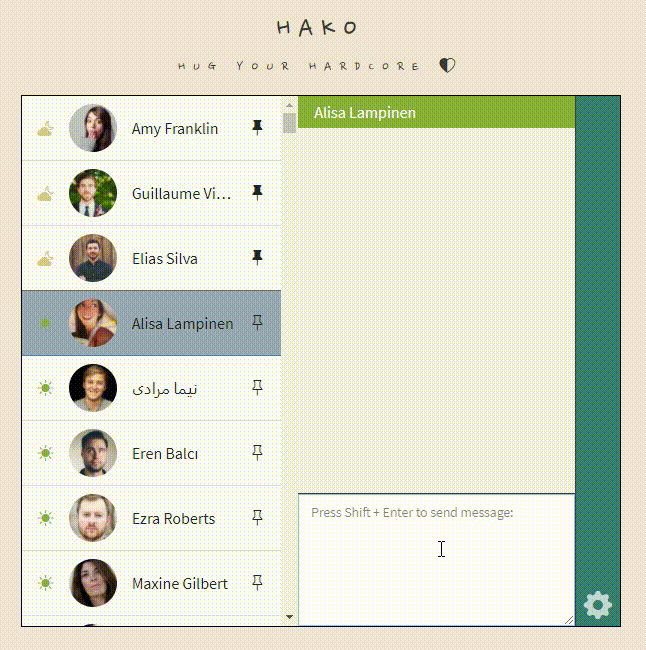 HAKO
HUG YOUR HARDCORE
Amy Franklin
Guillaume Vi...
Elias Silva
Alisa Lampinen
نیما مرادی
Eren Balcı
Ezra Roberts
Maxine Gilbert
Alisa Lampinen
Press Shift + Enter to send message: